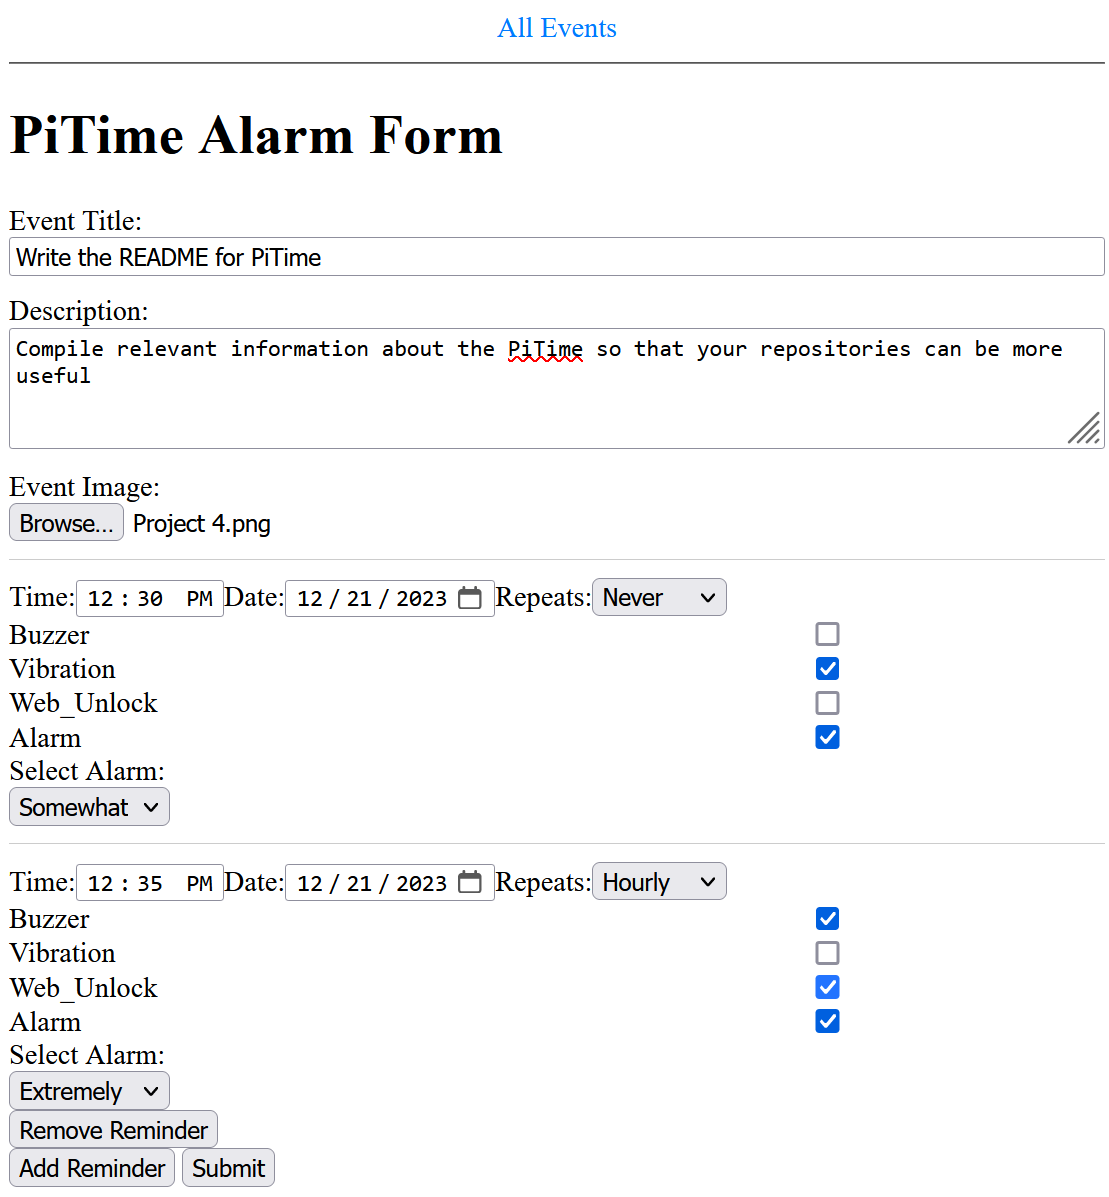 All Events
PiTime Alarm Form
Event Title:
Write the README for PiTime
Description:
Compile relevant information about the PiTime so that your repositories can be more
useful
Event Image:
Browse... Project 4.png
Time: 12:30 PM Date: 12/21/2023 Repeats: Never
Buzzer
Vibration
Web_Unlock
Alarm
Select Alarm:
Somewhat
Time: 12:35 PM Date: 12/21/2023 Repeats: Hourly
Buzzer
Vibration
Web_Unlock
Alarm
Select Alarm:
Extremely
Remove Reminder
Add Reminder Submit